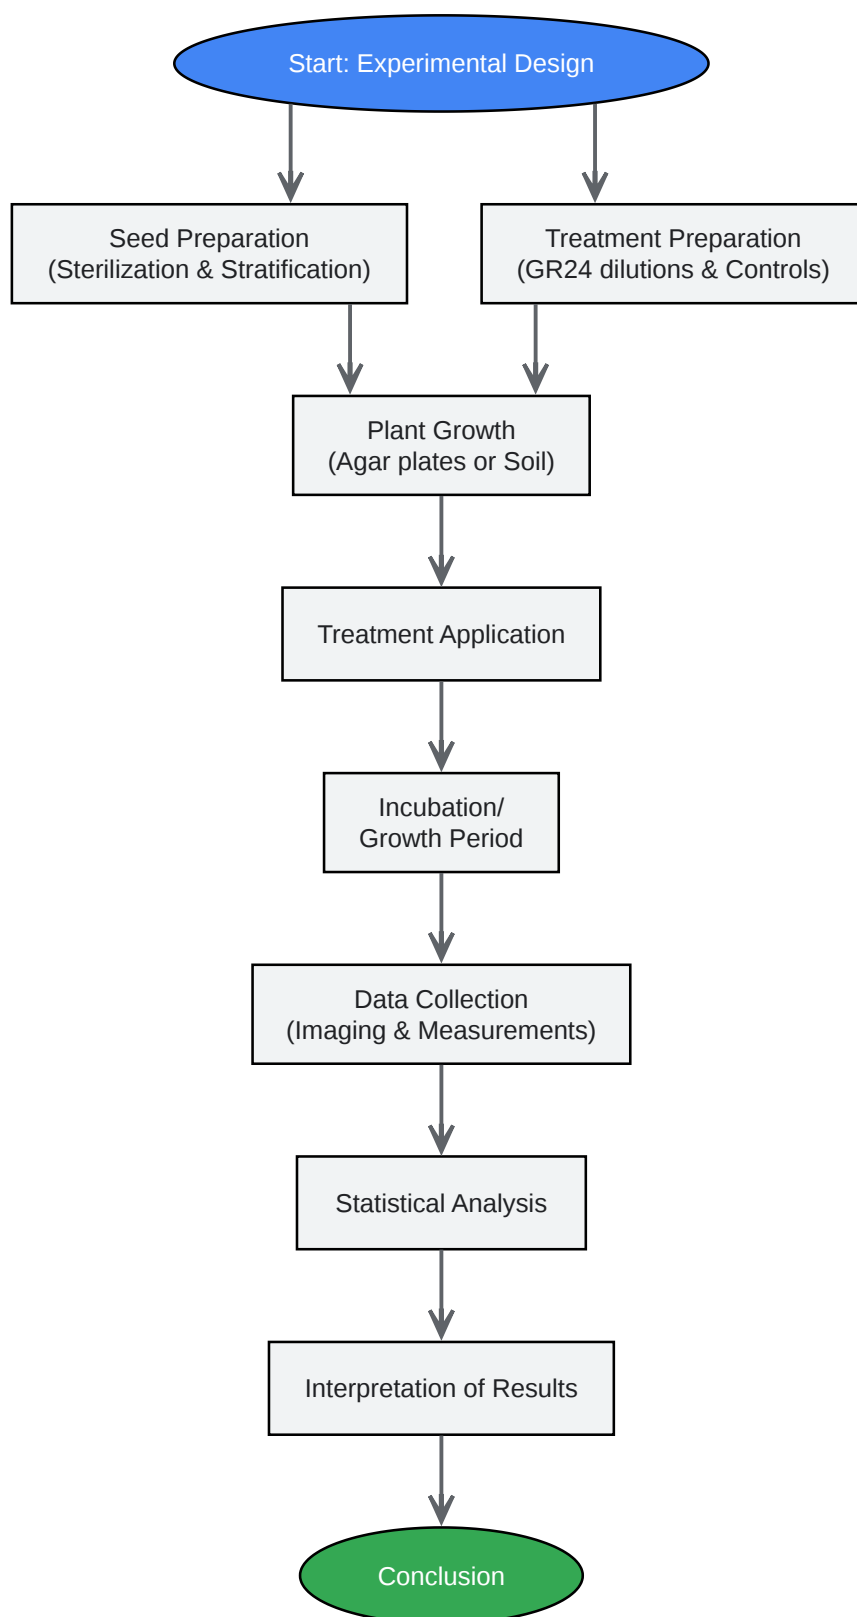 Start: Experimental Design
Seed Preparation
(Sterilization & Stratification)
Treatment Preparation
(GR24 dilutions & Controls)
Plant Growth
(Agar plates or Soil)
Treatment Application
Incubation/
Growth Period
Data Collection
(Imaging & Measurements)
Statistical Analysis
Interpretation of Results
Conclusion